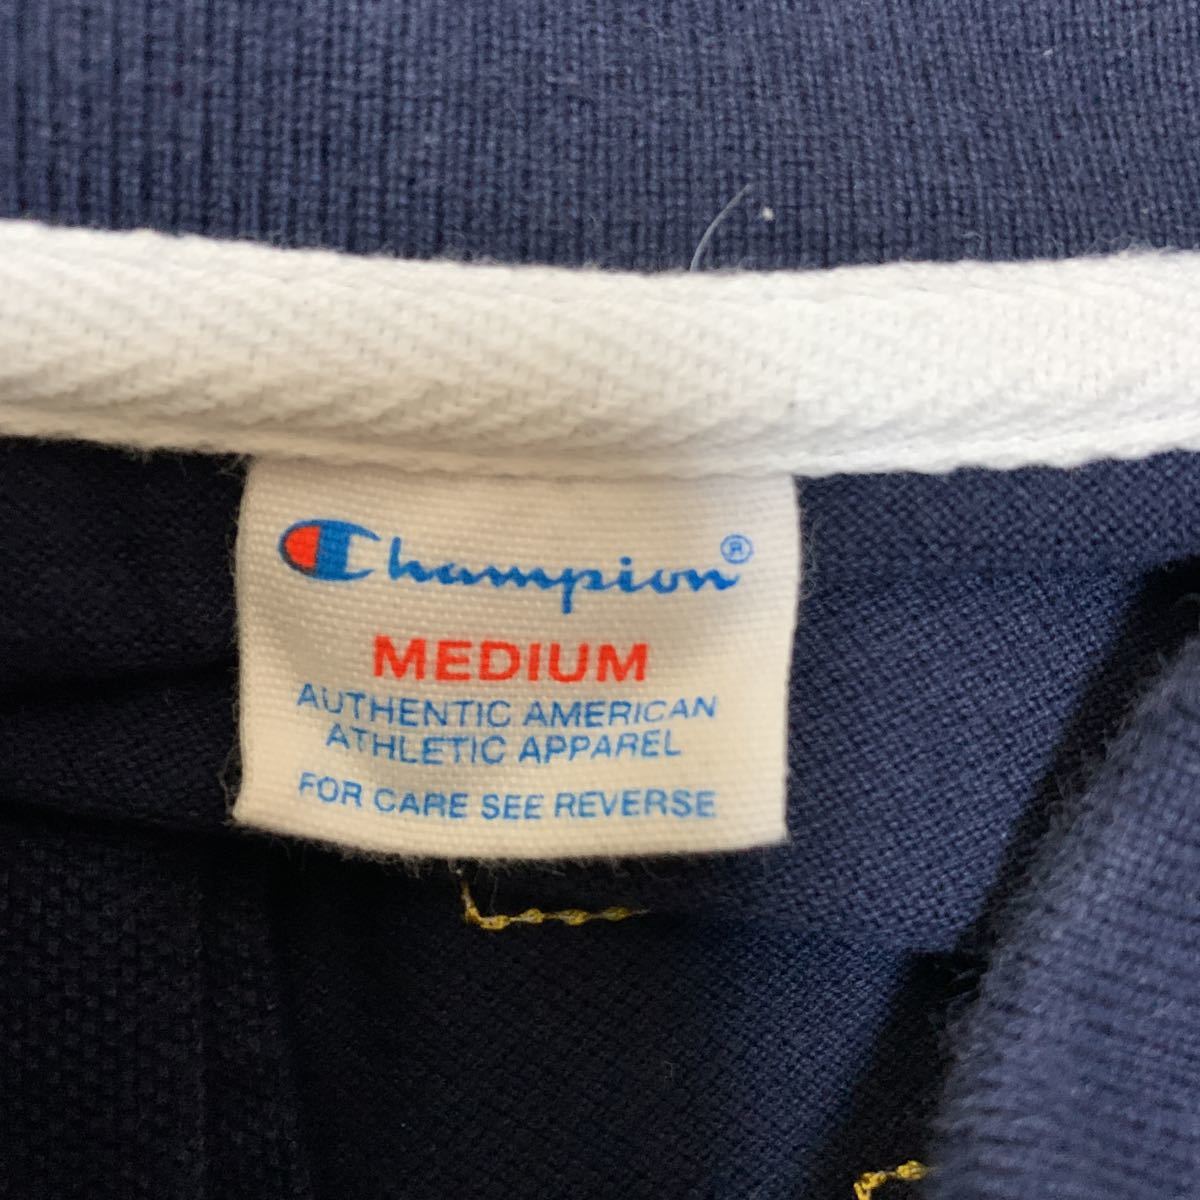 Champion®
MEDIUM
AUTHENTIC AMERICAN
ATHLETIC APPAREL
FOR CARE SEE REVERSE